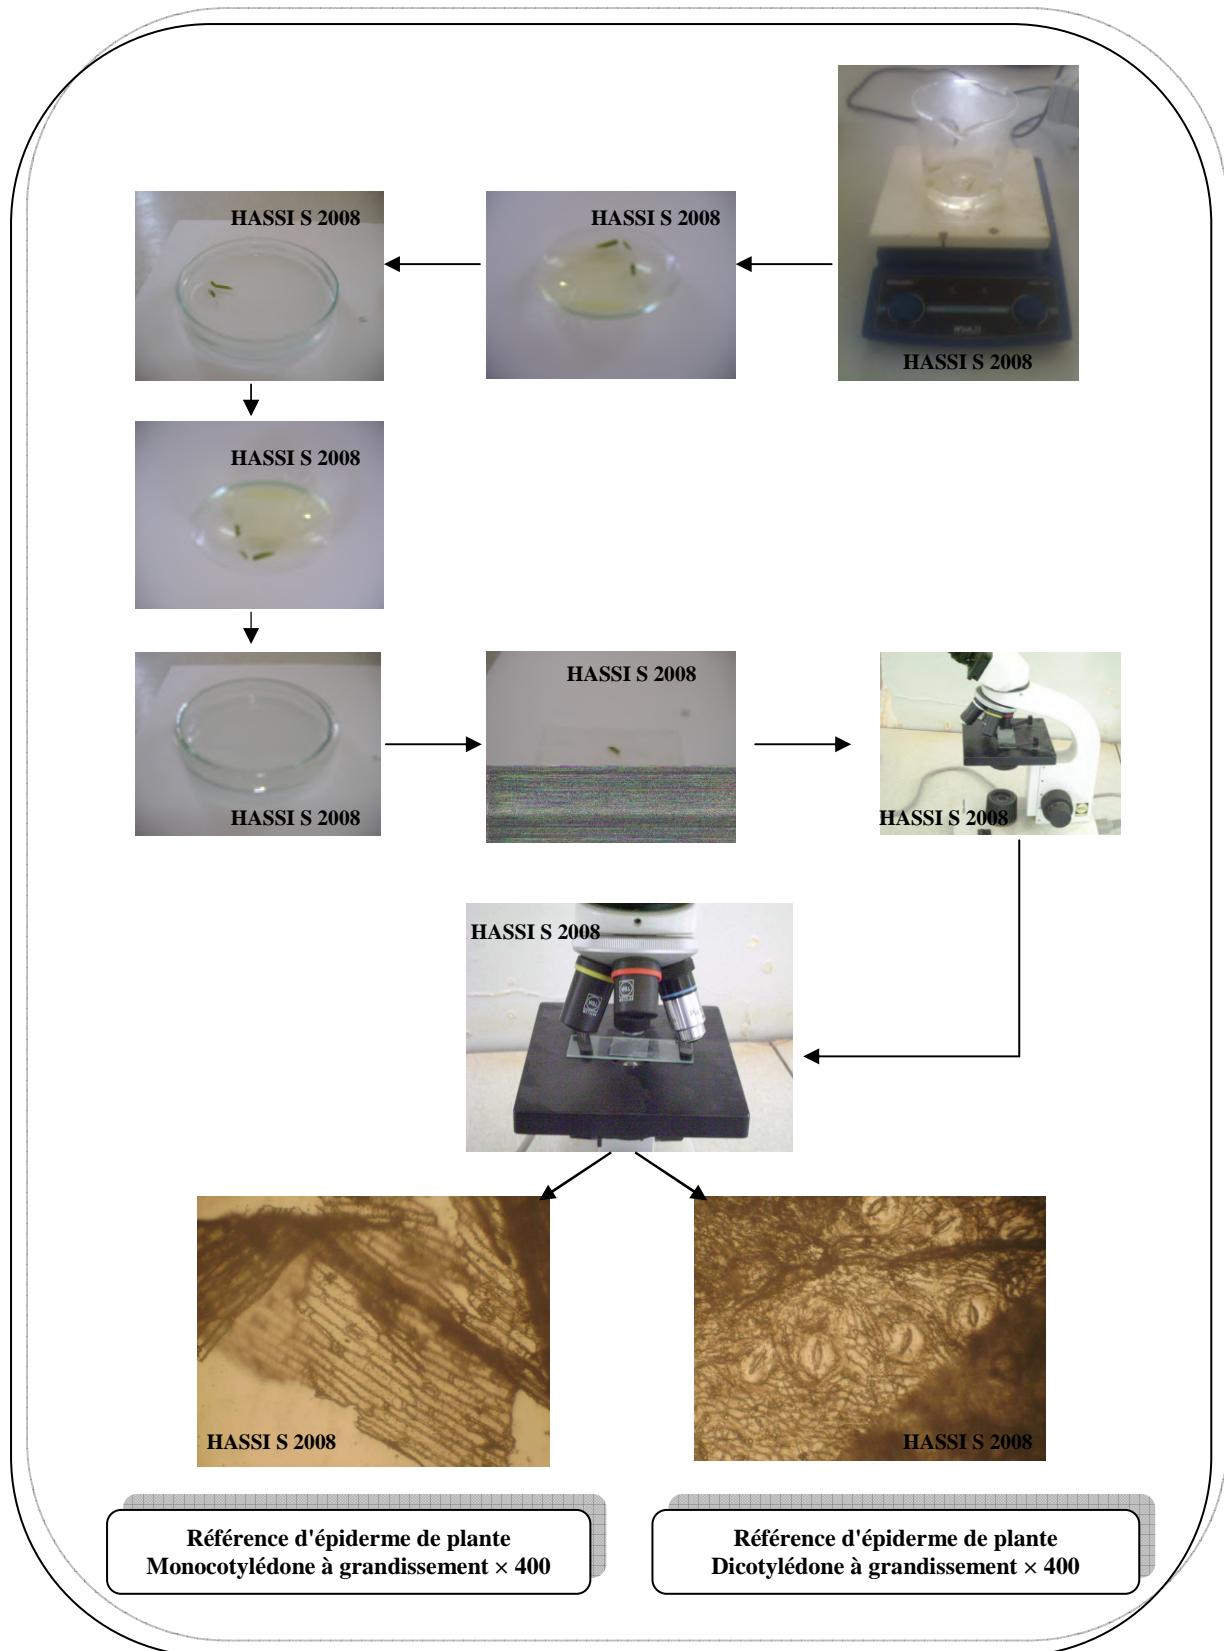 HASSI S 2008
HASSI S 2008
HASSI S 2008
HASSI S 2008
HASSI S 2008
HASSI S 2008
HASSI S 2008
HASSI S 2008
HASSI S 2008
HASSI S 2008
Référence d'épiderme de plante
Monocotylédone à grandissement × 400
Référence d'épiderme de plante
Dicotylédone à grandissement × 400